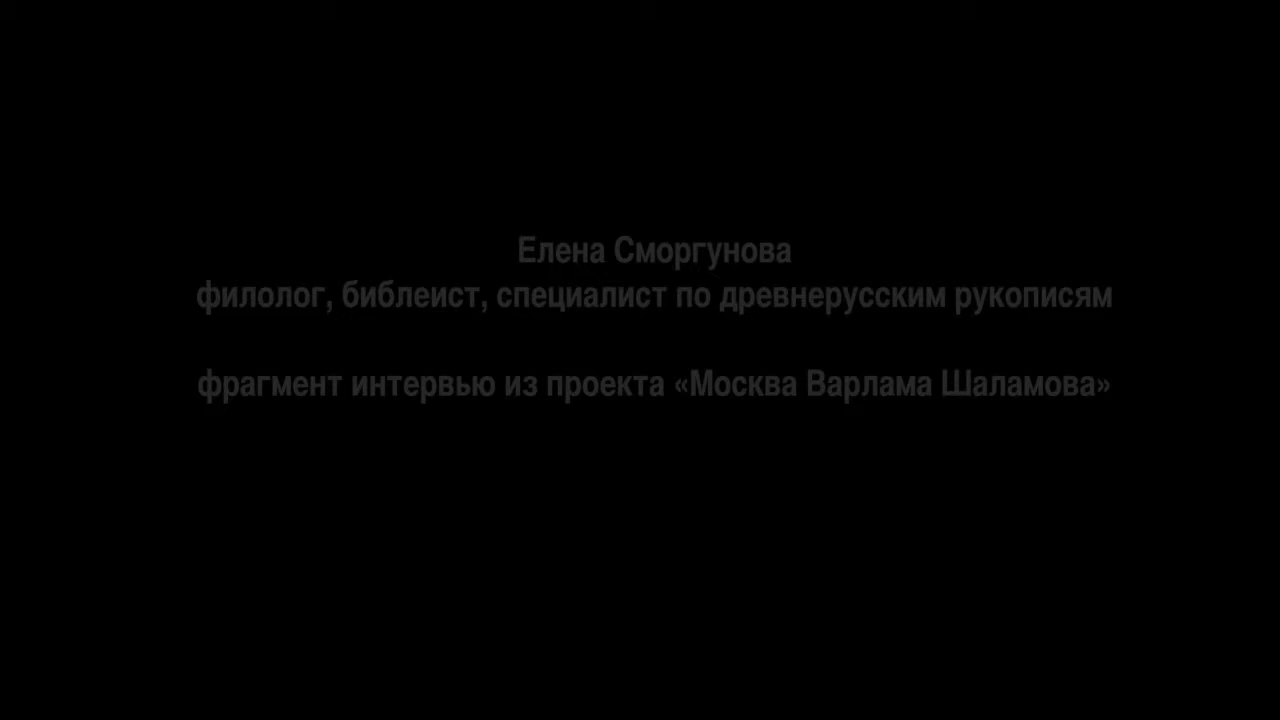 Елена Сморгунова
филолог, библеист, специалист по древнерусским рукописям
фрагмент интервью из проекта «Москва Варлама Шаламова»